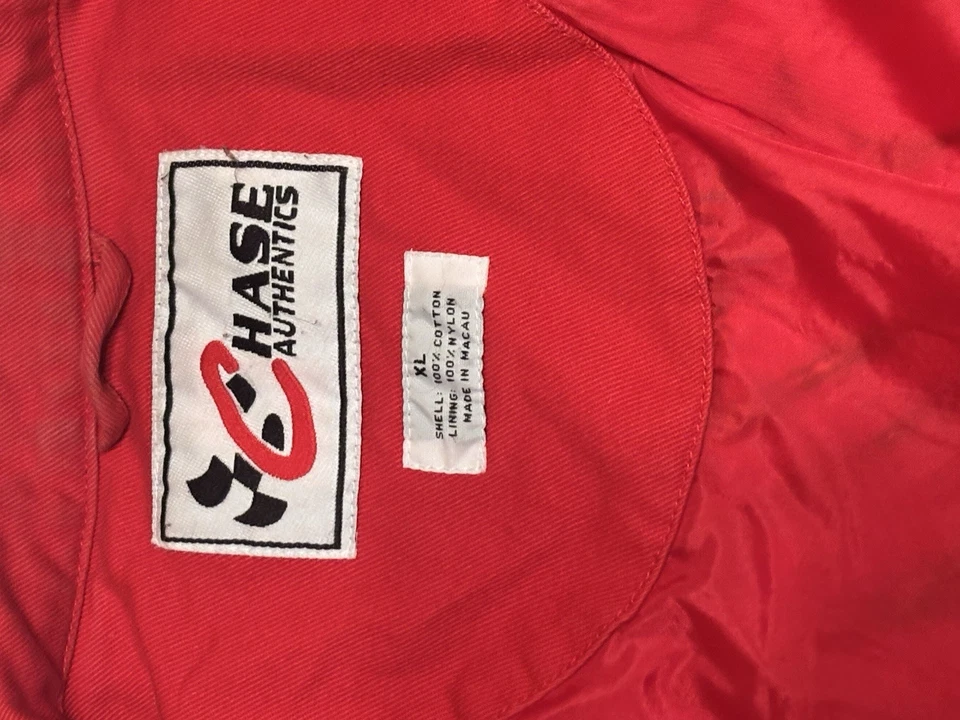 CHASE
AUTHENTICS
XL
SHELL: 100% COTTON
LINING: 100% NYLON
MADE IN MACAU